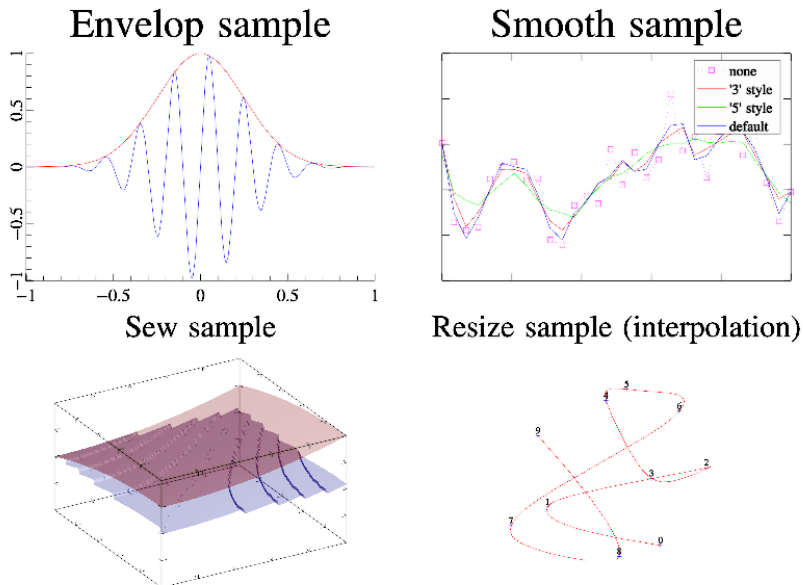 Envelop sample
1
0.5
0
−0.5
−1
−1
−0.5
0
0.5
1
Smooth sample
none
'3' style
'5' style
default
Sew sample
Resize sample (interpolation)
5
4
6
9
2
3
1
7
0
8